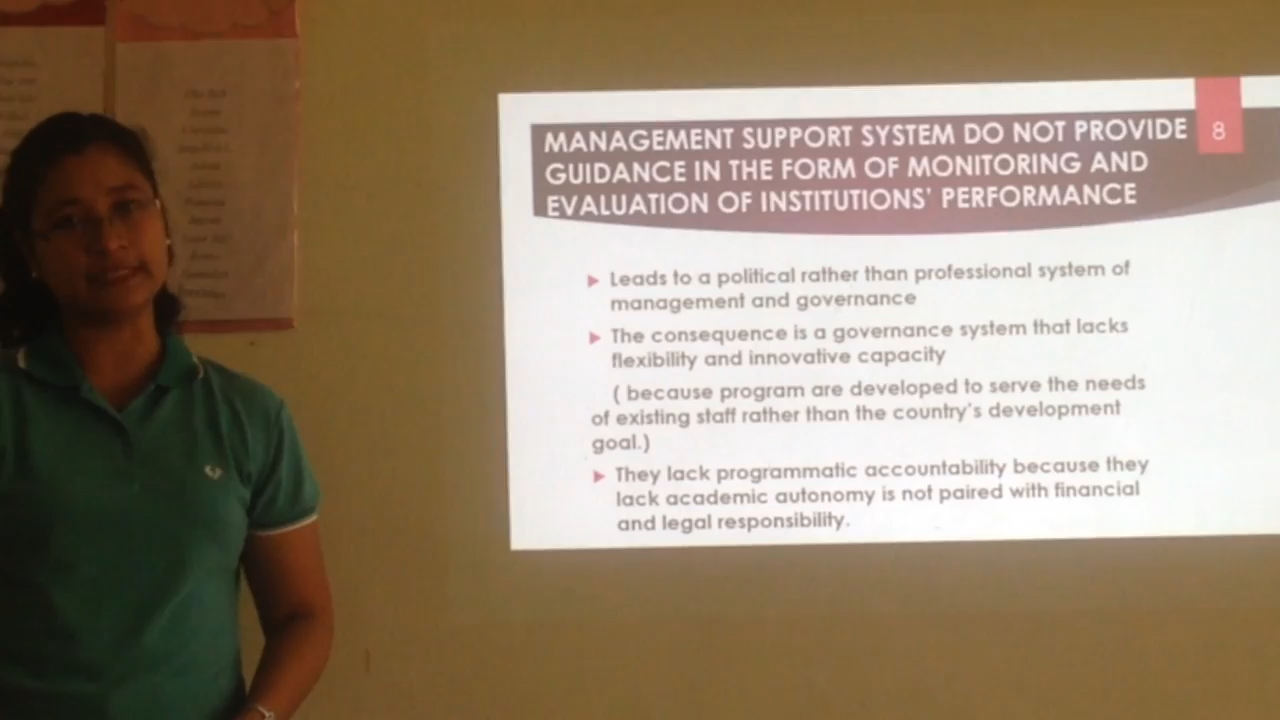 MANAGEMENT SUPPORT SYSTEM DO NOT PROVIDE
GUIDANCE IN THE FORM OF MONITORING AND
EVALUATION OF INSTITUTIONS' PERFORMANCE
8
Leads to a political rather than professional system of
management and governance
The consequence is a governance system that lacks
flexibility and innovative capacity
( because program are developed to serve the needs
of existing staff rather than the country's development
goal.)
They lack programmatic accountability because they
lack academic autonomy is not paired with financial
and legal responsibility.